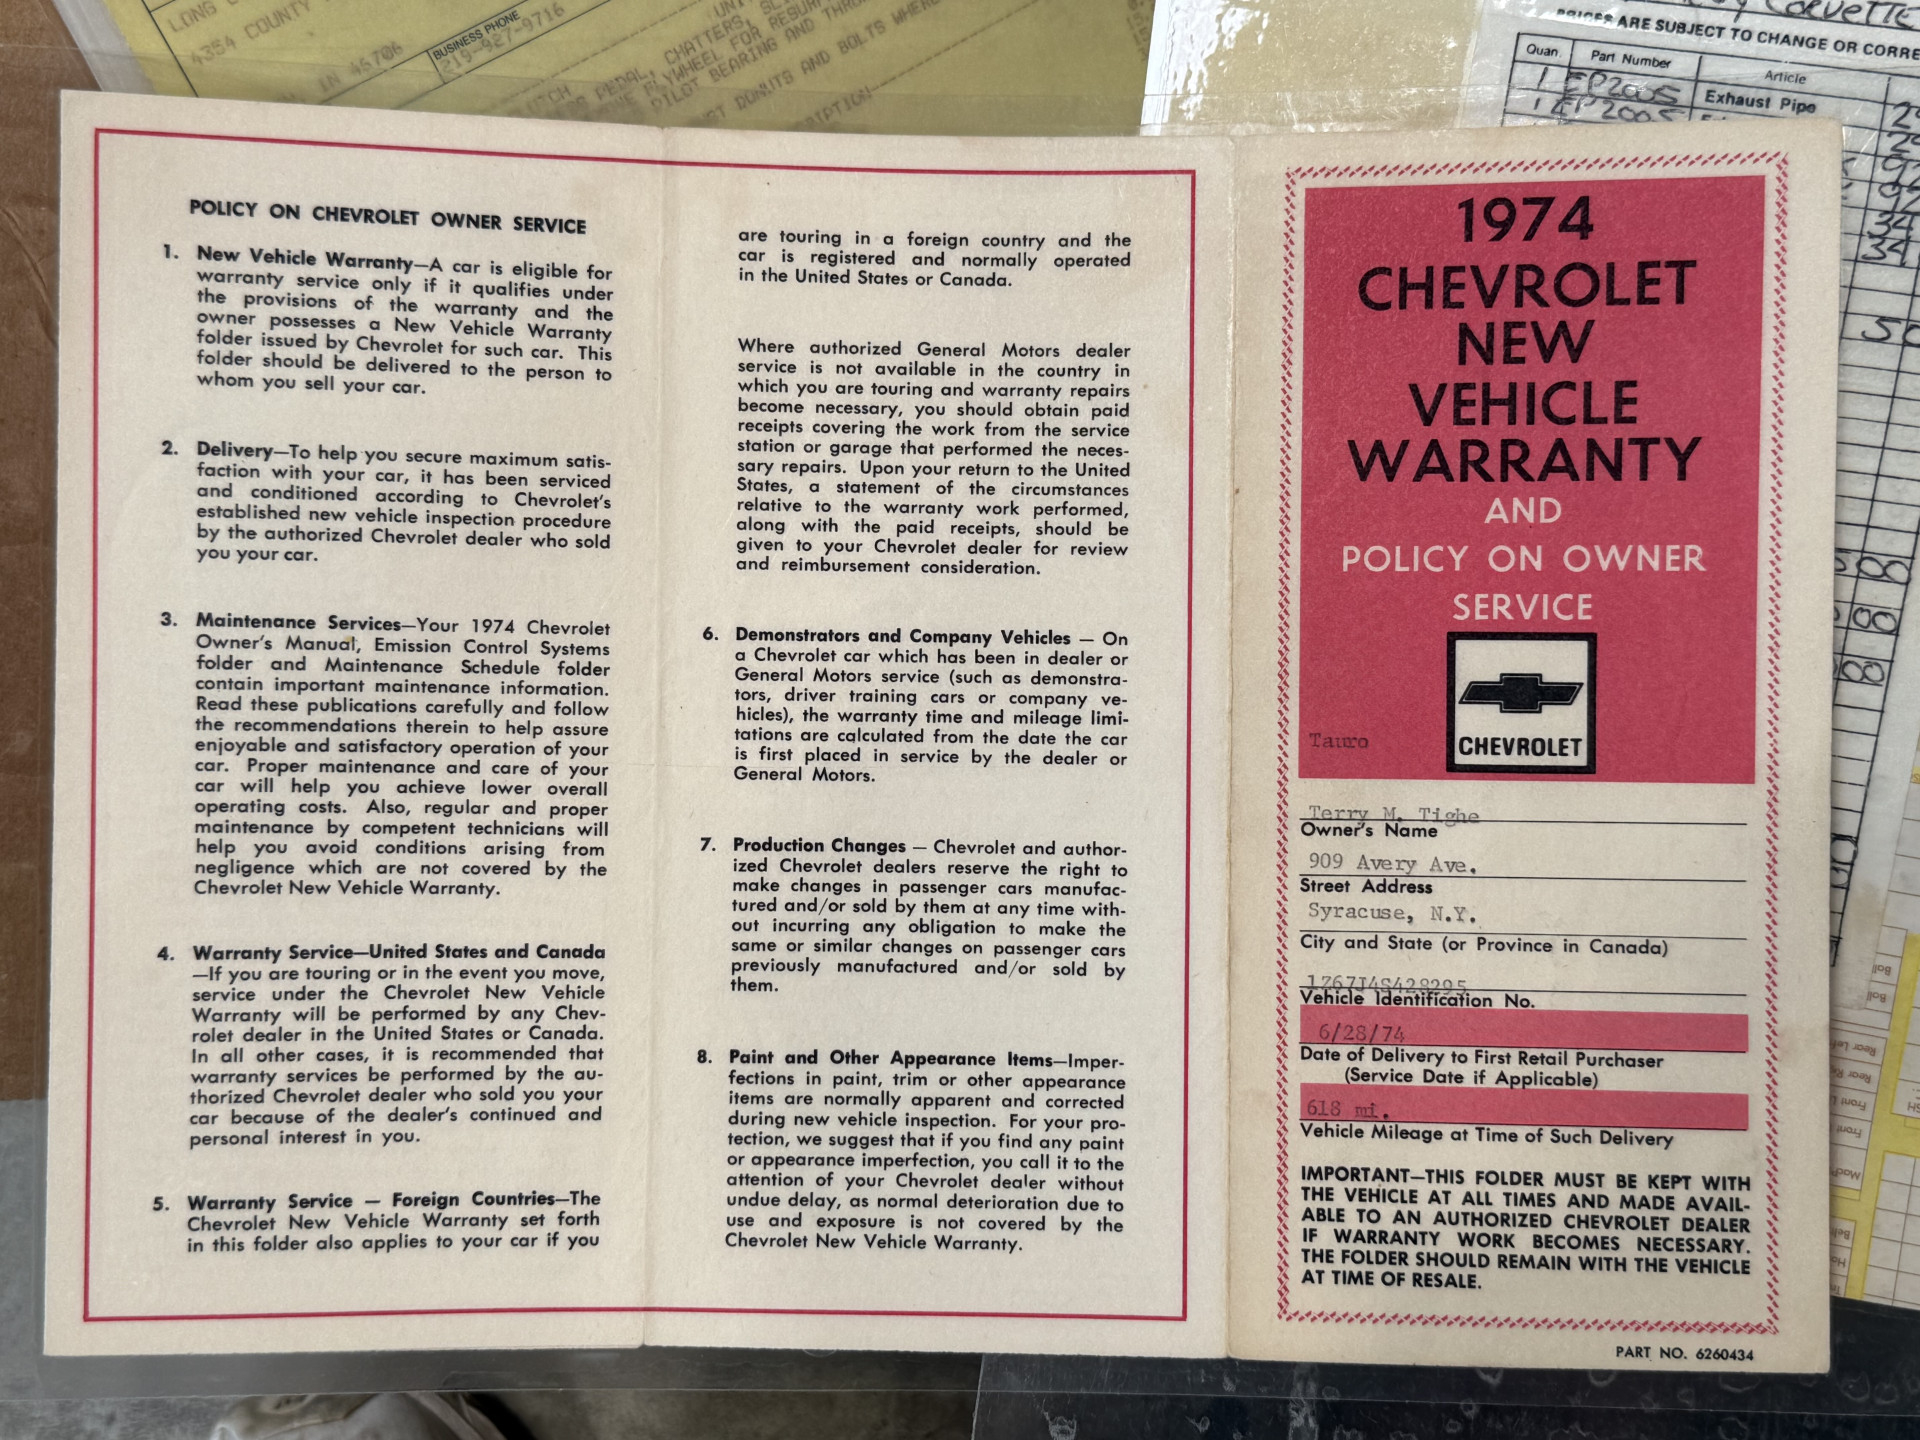 LONG
4354 COUNTY
IN 46706
BUSINESS PHONE
219-927-9716
PEDAL,
CHATTERS,
FLYWHEEL FOR
PILOT BEARING AND
DONUTS AND BOLTS
CORVETTE
PRICES ARE SUBJECT TO CHANGE OR
Quan. Part Number Article
1 EP2005 Exhaust Pipe
1 EP2005
POLICY ON CHEVROLET OWNER SERVICE
1. New Vehicle Warranty—A car is eligible for
warranty service only if it qualifies under
the provisions of the warranty and the
owner possesses a New Vehicle Warranty
folder issued by Chevrolet for such car. This
folder should be delivered to the person to
whom you sell your car.
2. Delivery—To help you secure maximum satis-
faction with your car, it has been serviced
and conditioned according to Chevrolet's
established new vehicle inspection procedure
by the authorized Chevrolet dealer who sold
you your car.
3. Maintenance Services—Your 1974 Chevrolet
Owner's Manual, Emission Control Systems
folder and Maintenance Schedule folder
contain important maintenance information.
Read these publications carefully and follow
the recommendations therein to help assure
enjoyable and satisfactory operation of your
car. Proper maintenance and care of your
car will help you achieve lower overall
operating costs. Also, regular and proper
maintenance by competent technicians will
help you avoid conditions arising from
negligence which are not covered by the
Chevrolet New Vehicle Warranty.
4. Warranty Service—United States and Canada
—If you are touring or in the event you move,
service under the Chevrolet New Vehicle
Warranty will be performed by any Chev-
rolet dealer in the United States or Canada.
In all other cases, it is recommended that
warranty services be performed by the au-
thorized Chevrolet dealer who sold you your
car because of the dealer's continued and
personal interest in you.
5. Warranty Service — Foreign Countries—The
Chevrolet New Vehicle Warranty set forth
in this folder also applies to your car if you
are touring in a foreign country and the
car is registered and normally operated
in the United States or Canada.
Where authorized General Motors dealer
service is not available in the country in
which you are touring and warranty repairs
become necessary, you should obtain paid
receipts covering the work from the service
station or garage that performed the neces-
sary repairs. Upon your return to the United
States, a statement of the circumstances
relative to the warranty work performed,
along with the paid receipts, should be
given to your Chevrolet dealer for review
and reimbursement consideration.
6. Demonstrators and Company Vehicles — On
a Chevrolet car which has been in dealer or
General Motors service (such as demonstra-
tors, driver training cars or company ve-
hicles), the warranty time and mileage limi-
tations are calculated from the date the car
is first placed in service by the dealer or
General Motors.
7. Production Changes — Chevrolet and author-
ized Chevrolet dealers reserve the right to
make changes in passenger cars manufac-
tured and/or sold by them at any time with-
out incurring any obligation to make the
same or similar changes on passenger cars
previously manufactured and/or sold by
them.
8. Paint and Other Appearance Items—Imper-
fections in paint, trim or other appearance
items are normally apparent and corrected
during new vehicle inspection. For your pro-
tection, we suggest that if you find any paint
or appearance imperfection, you call it to the
attention of your Chevrolet dealer without
undue delay, as normal deterioration due to
use and exposure is not covered by the
Chevrolet New Vehicle Warranty.
1974
CHEVROLET
NEW
VEHICLE
WARRANTY
AND
POLICY ON OWNER
SERVICE
CHEVROLET
Tauro
Terry M. Tighe
Owner's Name
909 Avery Ave.
Street Address
Syracuse, N.Y.
City and State (or Province in Canada)
1Z67J4S428295
Vehicle Identification No.
6/28/74
Date of Delivery to First Retail Purchaser
(Service Date if Applicable)
618 mi.
Vehicle Mileage at Time of Such Delivery
IMPORTANT—THIS FOLDER MUST BE KEPT WITH
THE VEHICLE AT ALL TIMES AND MADE AVAIL-
ABLE TO AN AUTHORIZED CHEVROLET DEALER
IF WARRANTY WORK BECOMES NECESSARY.
THE FOLDER SHOULD REMAIN WITH THE VEHICLE
AT TIME OF RESALE.
PART NO. 6260434